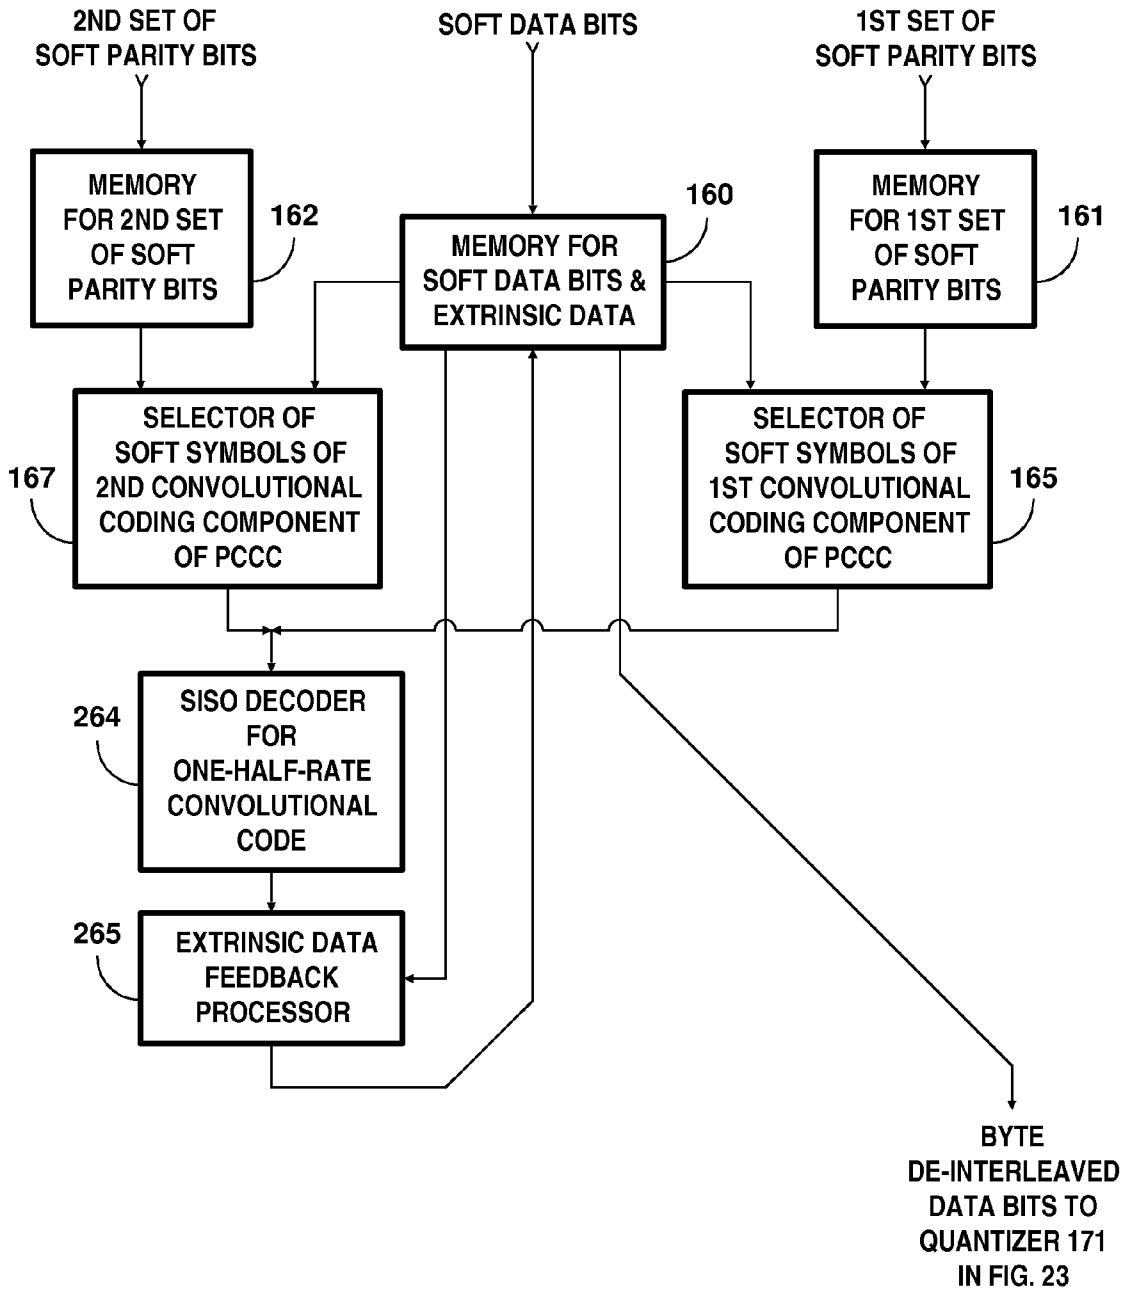 2ND SET OF
SOFT PARITY BITS
SOFT DATA BITS
1ST SET OF
SOFT PARITY BITS
MEMORY
FOR 2ND SET
OF SOFT
PARITY BITS
162
MEMORY FOR
SOFT DATA BITS &
EXTRINSIC DATA
160
MEMORY
FOR 1ST SET
OF SOFT
PARITY BITS
161
SELECTOR OF
SOFT SYMBOLS OF
2ND CONVOLUTIONAL
CODING COMPONENT
OF PCCC
167
SELECTOR OF
SOFT SYMBOLS OF
1ST CONVOLUTIONAL
CODING COMPONENT
OF PCCC
165
SISO DECODER
FOR
ONE-HALF-RATE
CONVOLUTIONAL
CODE
264
EXTRINSIC DATA
FEEDBACK
PROCESSOR
265
BYTE
DE-INTERLEAVED
DATA BITS TO
QUANTIZER 171
IN FIG. 23